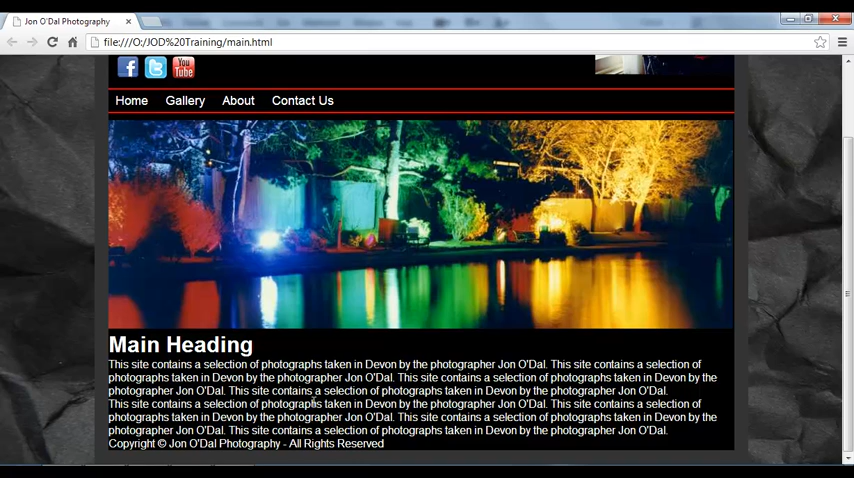 Jon O'Dal Photography
file:///O:/JOD%20Training/main.html
f t You Tube
Home Gallery About Contact Us
Main Heading
This site contains a selection of photographs taken in Devon by the photographer Jon O'Dal. This site contains a selection of
photographs taken in Devon by the photographer Jon O'Dal. This site contains a selection of photographs taken in Devon by the
photographer Jon O'Dal. This site contains a selection of photographs taken in Devon by the photographer Jon O'Dal.
This site contains a selection of photographs taken in Devon by the photographer Jon O'Dal. This site contains a selection of
photographs taken in Devon by the photographer Jon O'Dal. This site contains a selection of photographs taken in Devon by the
photographer Jon O'Dal. This site contains a selection of photographs taken in Devon by the photographer Jon O'Dal.
Copyright © Jon O'Dal Photography - All Rights Reserved